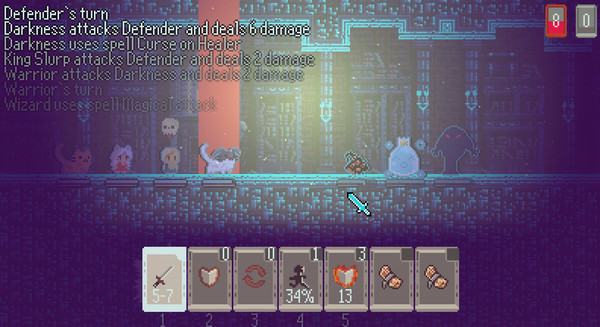 Defender`s turn
Darkness attacks Defender and deals 6 damage
Darkness uses spell Curse on Healer
King Slurp attacks Defender and deals 2 damage
Warrior attacks Darkness and deals 2 damage
Warrior`s turn
Wizard uses spell Magical attack
8 0
0 0 1 3
5-7 34% 13
1 2 3 4 5